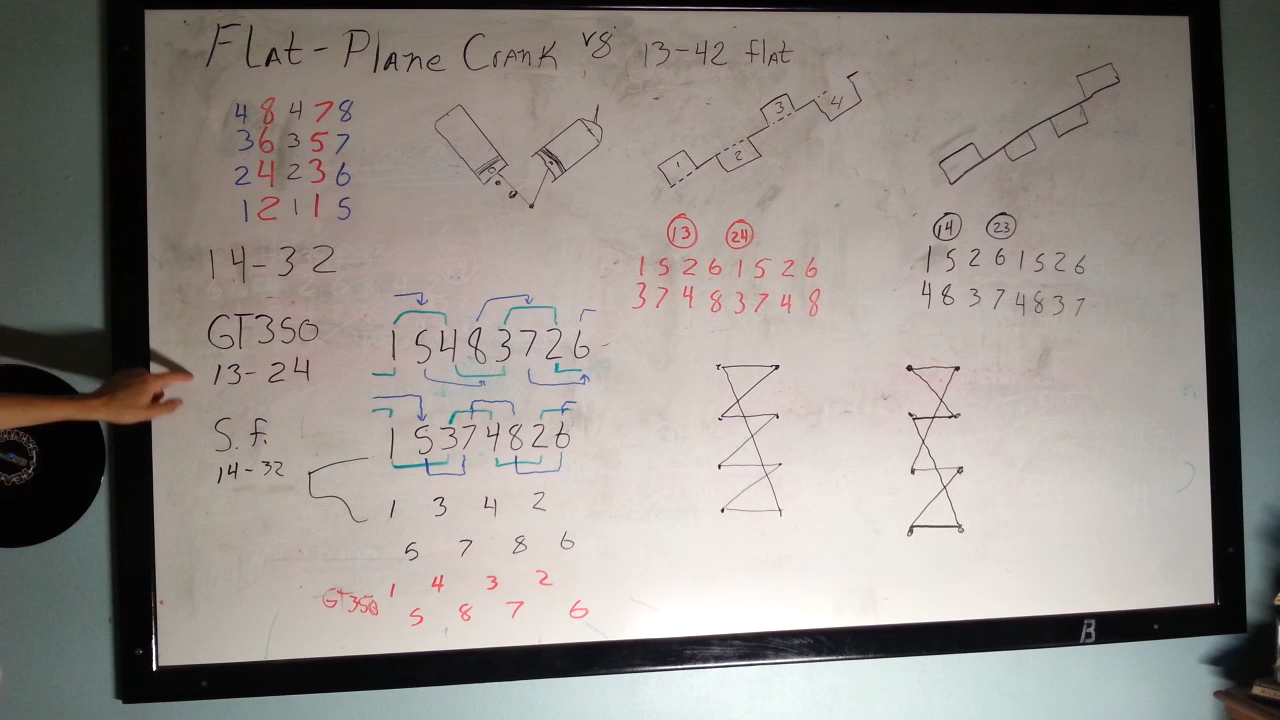 Flat-Plane Crank vs 13-42 flat
4 8 4 7 8
3 6 3 5 7
2 4 2 3 6
1 2 1 1 5
14-32
GT350
13-24
S.f.
14-32
1 5 4 8 3 7 2 6
1 5 3 7 4 8 2 6
1 3 4 2
5 7 8 6
GT350 1 4 3 2
5 8 7 6
1 2 3 4
13 24
1 5 2 6 1 5 2 6
3 7 4 8 3 7 4 8
14 23
1 5 2 6 1 5 2 6
4 8 3 7 4 8 3 7
B